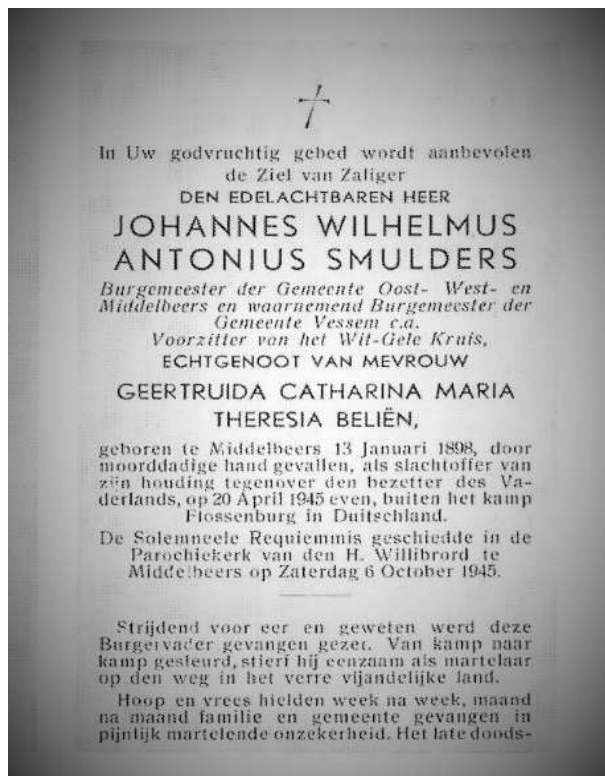 In Uw godvruchtig gebed wordt aanbevolen
de Ziel van Zaliger
DEN EDELACHTBAREN HEER
JOHANNES WILHELMUS
ANTONIUS SMULDERS
Burgemeester der Gemeente Oost- West- en
Middelbeers en waarnemend Burgemeester der
Gemeente Vessem c.a.
Voorzitter van het Wit-Gele Kruis,
ECHTGENOOT VAN MEVROUW
GEERTRUIDA CATHARINA MARIA
THERESIA BELIËN,
geboren te Middelbeers 13 Januari 1898, door
moorddadige hand gevallen, als slachtoffer van
zijn houding tegenover den bezetter des Va-
derlands, op 20 April 1945 even, buiten het kamp
Flossenburg in Duitschland.
De Solemneele Requiemmis geschiedde in de
Parochiekerk van den H. Willibrord te
Middelbeers op Zaterdag 6 October 1945.
Strijdend voor eer en geweten werd deze
Burgervader gevangen gezet. Van kamp naar
kamp gesleurd, stierf hij eenzaam als martelaar
op den weg in het verre vijandelijke land.
Hoop en vrees hielden week na week, maand
na maand familie en gemeente gevangen in
pijnlijk martelende onzekerheid. Het late doods-